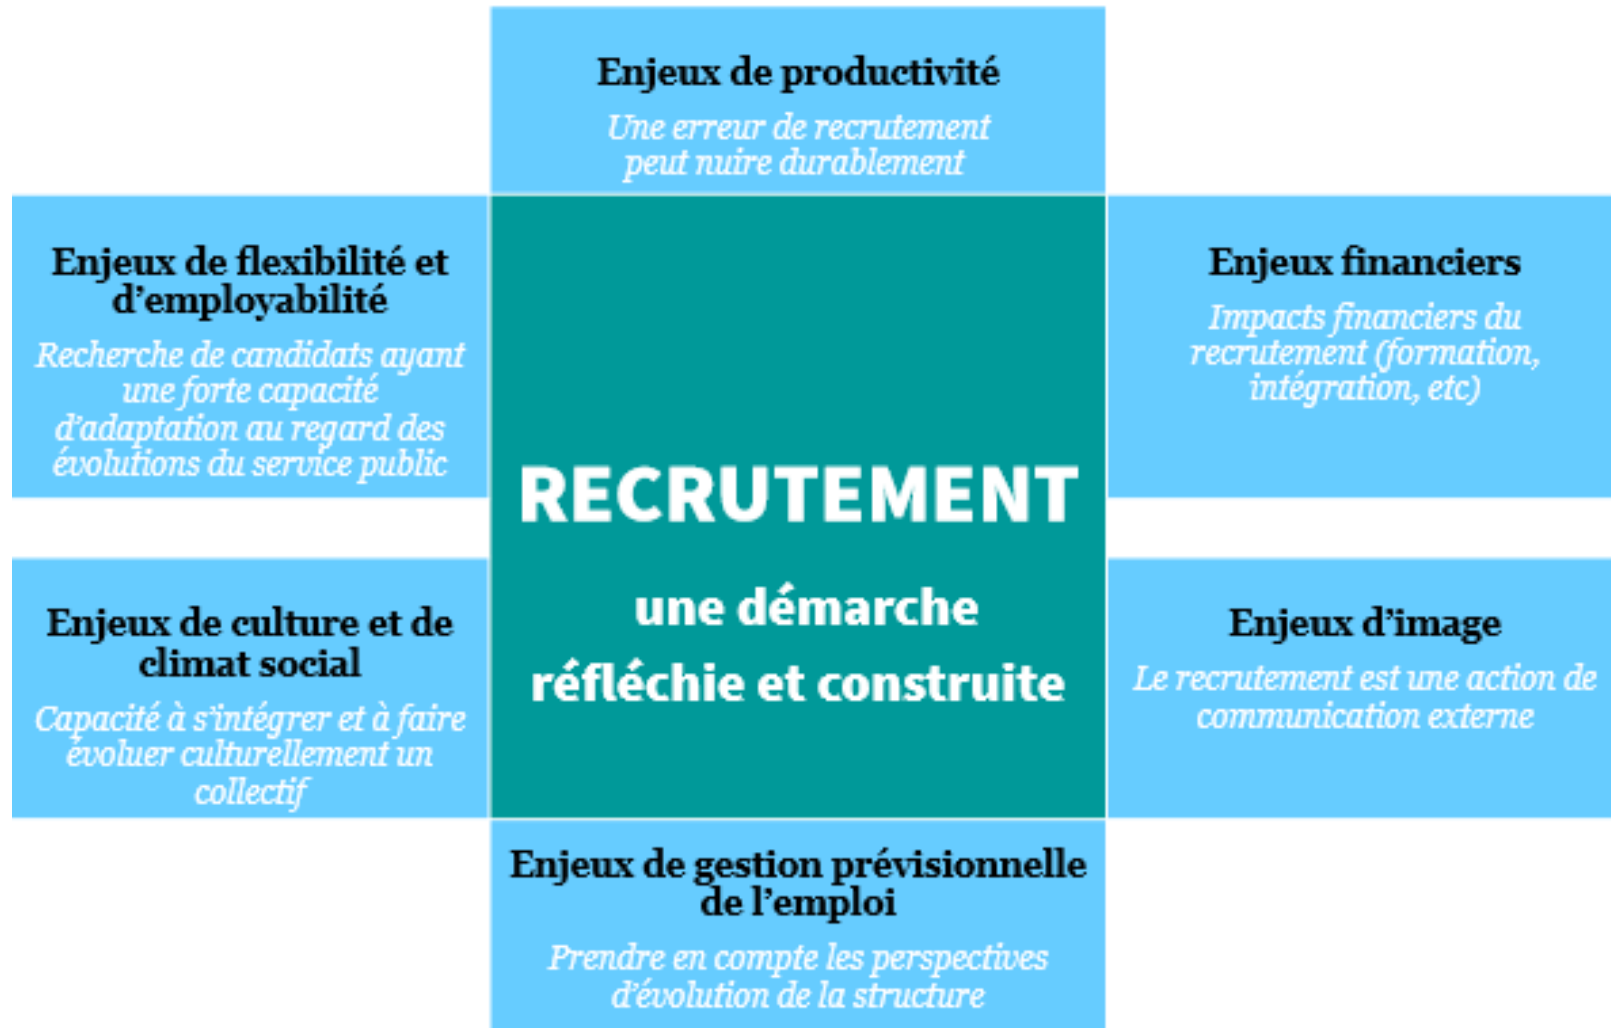 Enjeux de productivité
Une erreur de recrutement
peut nuire durablement
Enjeux de flexibilité et
d’employabilité
Recherche de candidats ayant
une forte capacité
d’adaptation au regard des
évolutions du service public
Enjeux financiers
Impacts financiers du
recrutement (formation,
intégration, etc)
RECRUTEMENT
une démarche
réfléchie et construite
Enjeux de culture et de
climat social
Capacité à s’intégrer et à faire
évoluer culturellement un
collectif
Enjeux d’image
Le recrutement est une action de
communication externe
Enjeux de gestion prévisionnelle
de l’emploi
Prendre en compte les perspectives
d’évolution de la structure